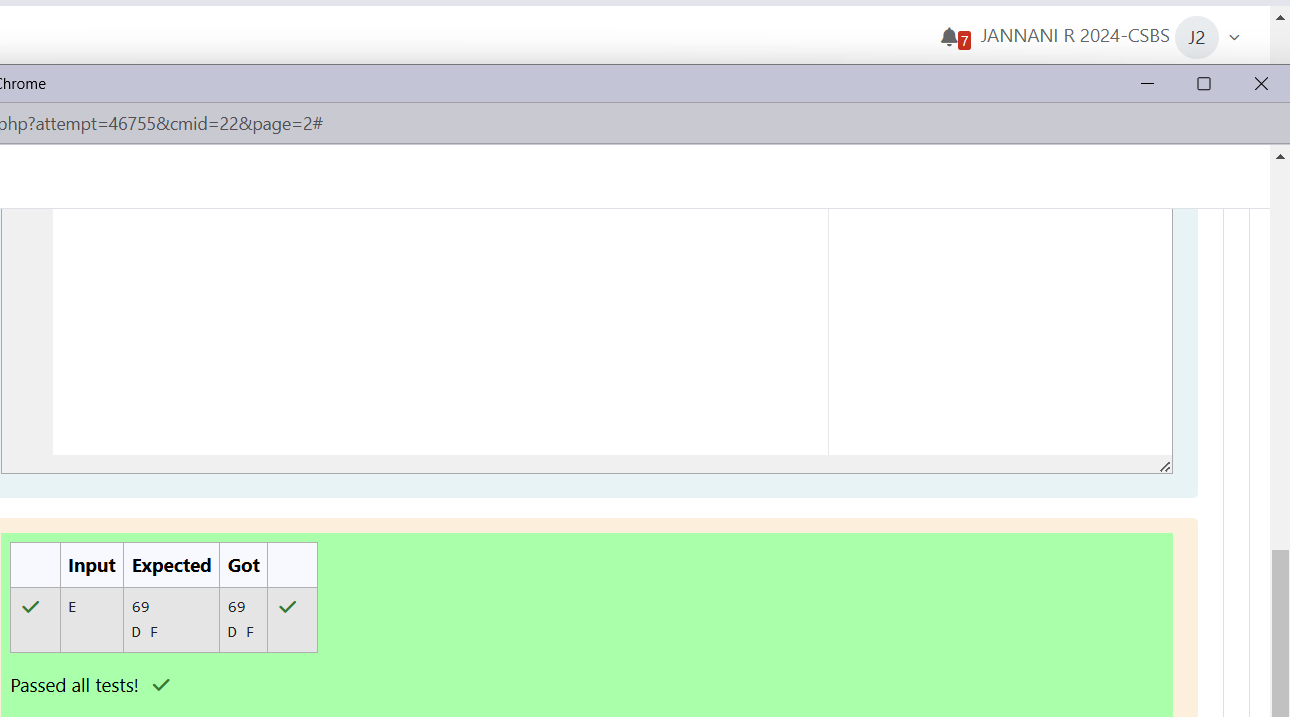 7 JANNANI R 2024-CSBS J2
Chrome
php?attempt=46755&cmid=22&page=2#
Input Expected Got
E 69 69
D F D F
Passed all tests!